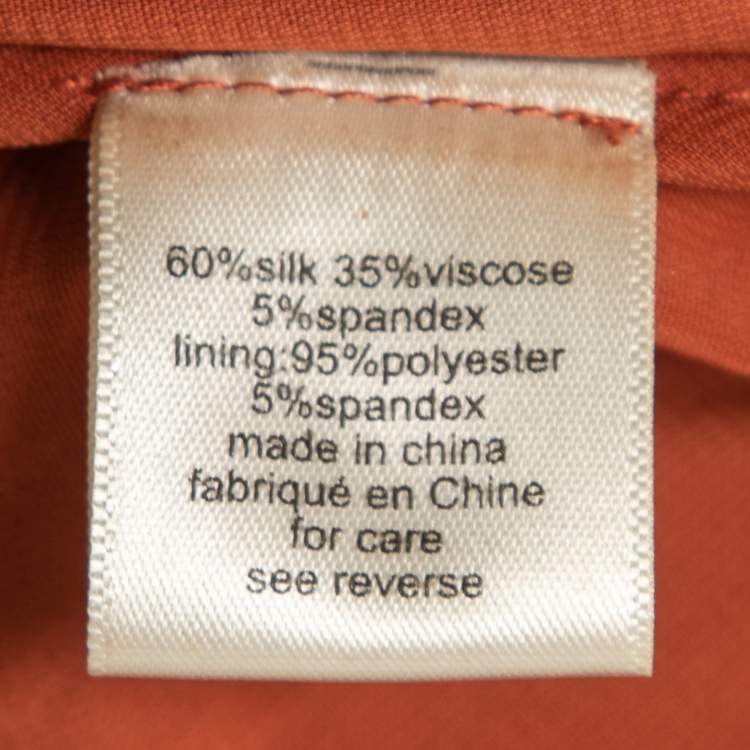 60%silk 35%viscose
5%spandex
lining:95%polyester
5%spandex
made in china
fabriqué en Chine
for care
see reverse